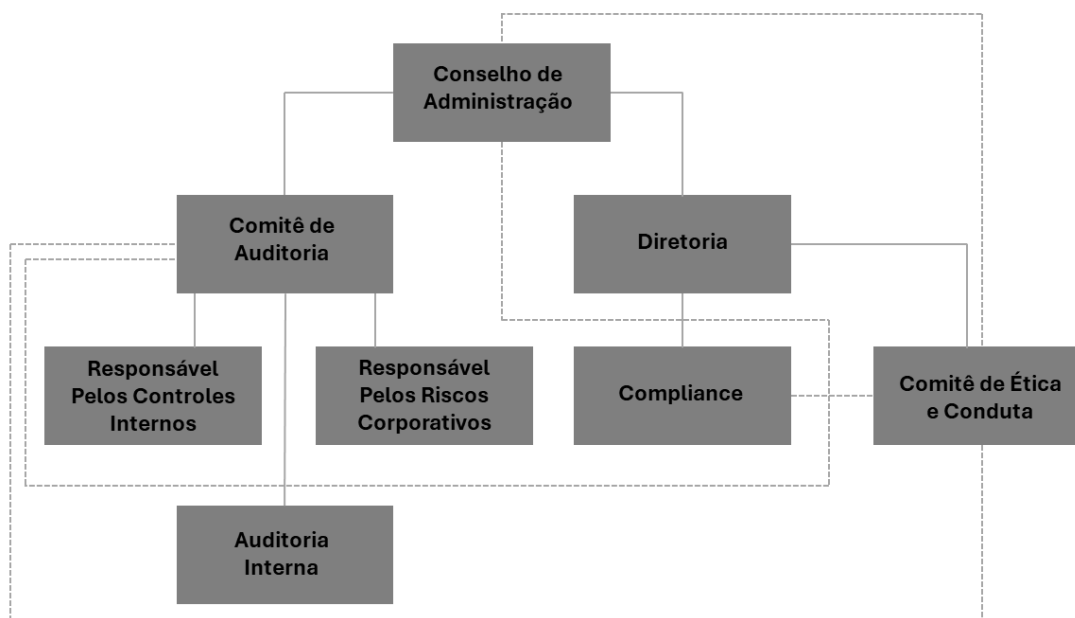 Conselho de
Administração
Comitê de
Auditoria
Diretoria
Responsável
Pelos Controles
Internos
Responsável
Pelos Riscos
Corporativos
Compliance
Comitê de Ética
e Conduta
Auditoria
Interna